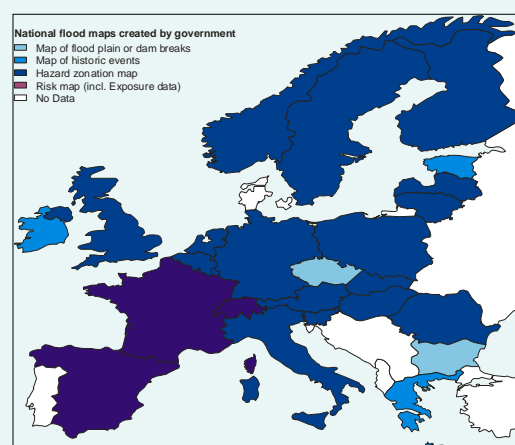 National flood maps created by government
Map of flood plain or dam breaks
Map of historic events
Hazard zonation map
Risk map (incl. Exposure data)
No Data